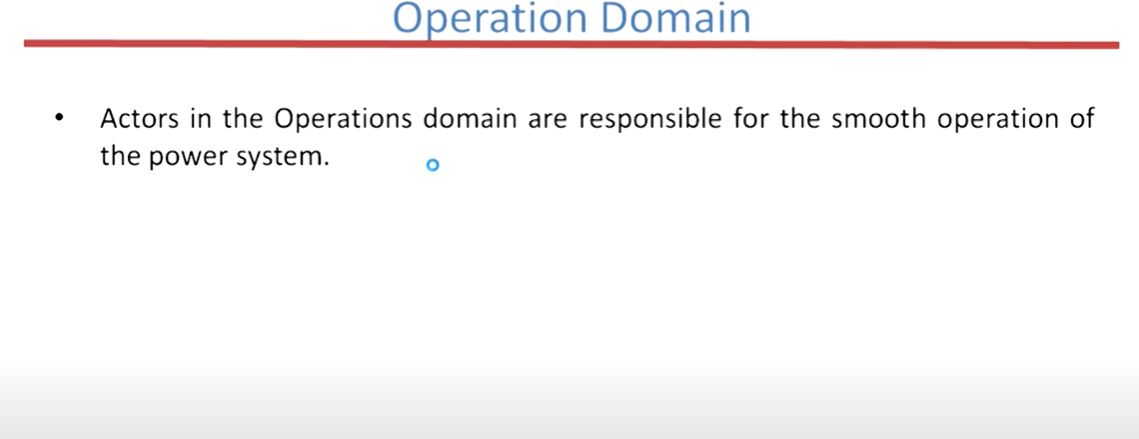 Operation Domain
• Actors in the Operations domain are responsible for the smooth operation of
the power system.